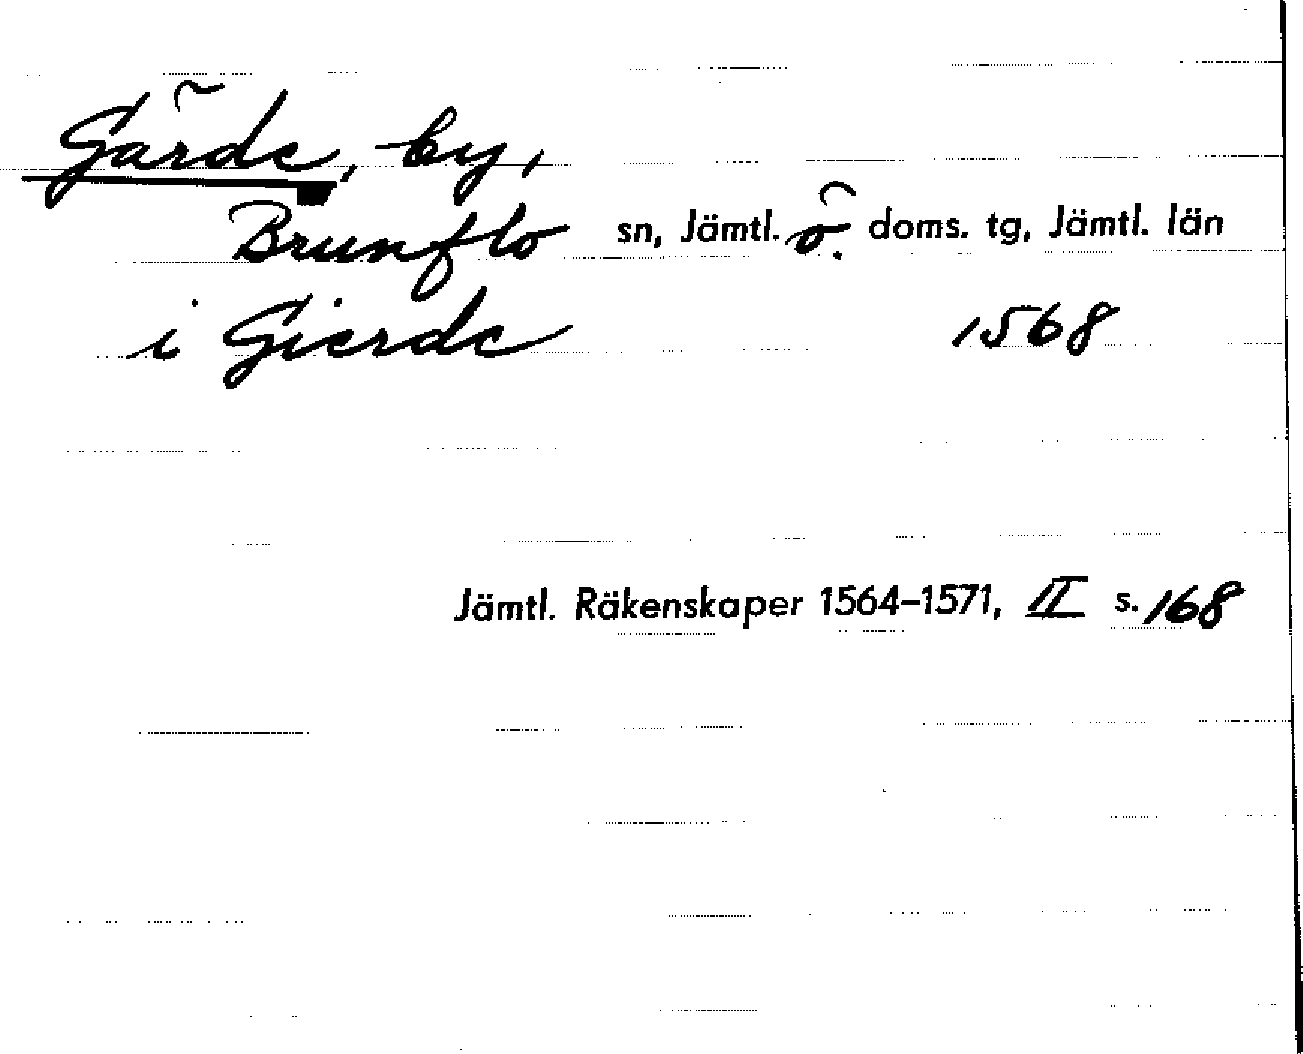 Gärde, by,
Brunflo sn, Jämtl. ö. doms. tg, Jämtl. län
i Gierde 1568
Jämtl. Räkenskaper 1564-1571, II s. 168